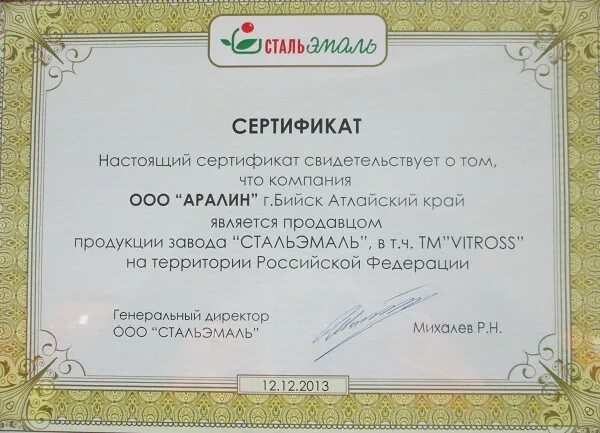 СТАЛЬЭМАЛЬ
СЕРТИФИКАТ
Настоящий сертификат свидетельствует о том,
что компания
ООО “АРАЛИН” г.Бийск Атлайский край
является продавцом
продукции завода “СТАЛЬЭМАЛЬ”, в т.ч. ТМ”VITROSS”
на территории Российской Федерации
Генеральный директор
ООО “СТАЛЬЭМАЛЬ”
Михалев Р.Н.
12.12.2013